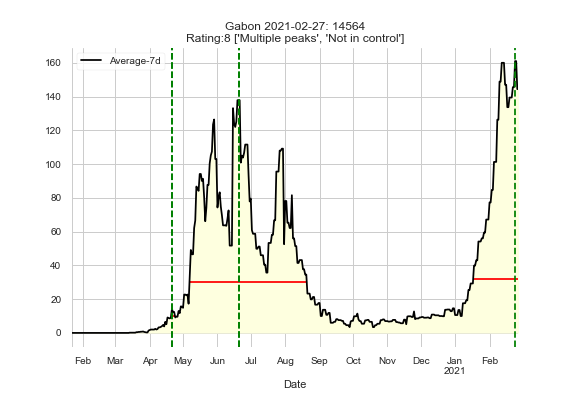 Gabon 2021-02-27: 14564
Rating:8 ['Multiple peaks', 'Not in control']
Average-7d
160
140
120
100
80
60
40
20
0
Feb Mar Apr May Jun Jul Aug Sep Oct Nov Dec Jan Feb
2021
Date